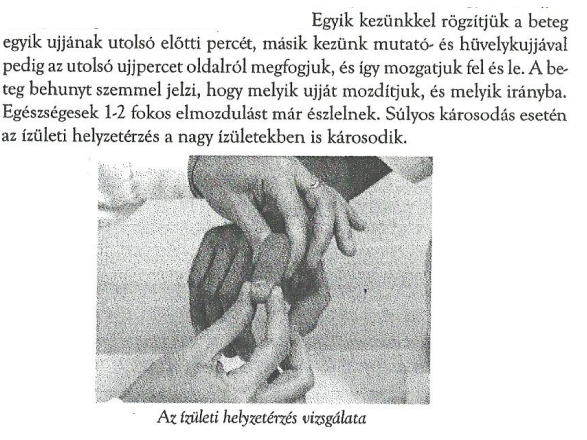 Egyik kezünkkel rögzítjük a beteg
egyik ujjának utolsó előtti percét, másik kezünk mutató- és hüvelykujjával
pedig az utolsó ujjpercet oldalról megfogjuk, és így mozgatjuk fel és le. A be-
teg behunyt szemmel jelzi, hogy melyik ujját mozdítjuk, és melyik irányba.
Egészségesek 1-2 fokos elmozdulást már észlelnek. Súlyos károsodás esetén
az ízületi helyzetérzés a nagy ízületekben is károsodik.
Az ízületi helyzetérzés vizsgálata